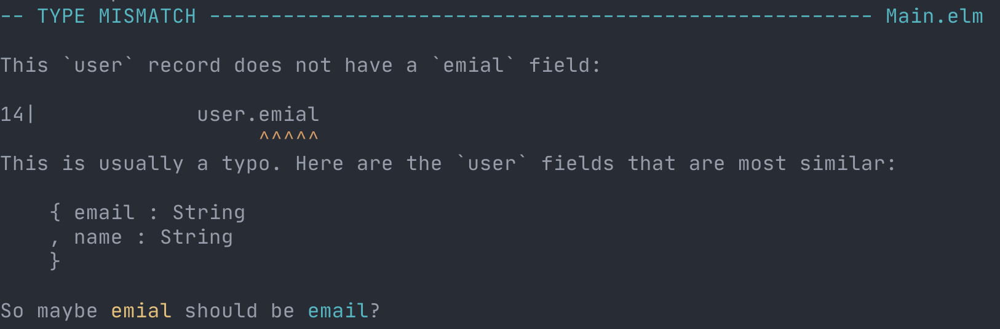 -- TYPE MISMATCH ------------------------------------------------------ Main.elm
This `user` record does not have a `emial` field:
14|             user.emial
                     ^^^^^
This is usually a typo. Here are the `user` fields that are most similar:
    { email : String
    , name : String
    }
So maybe emial should be email?